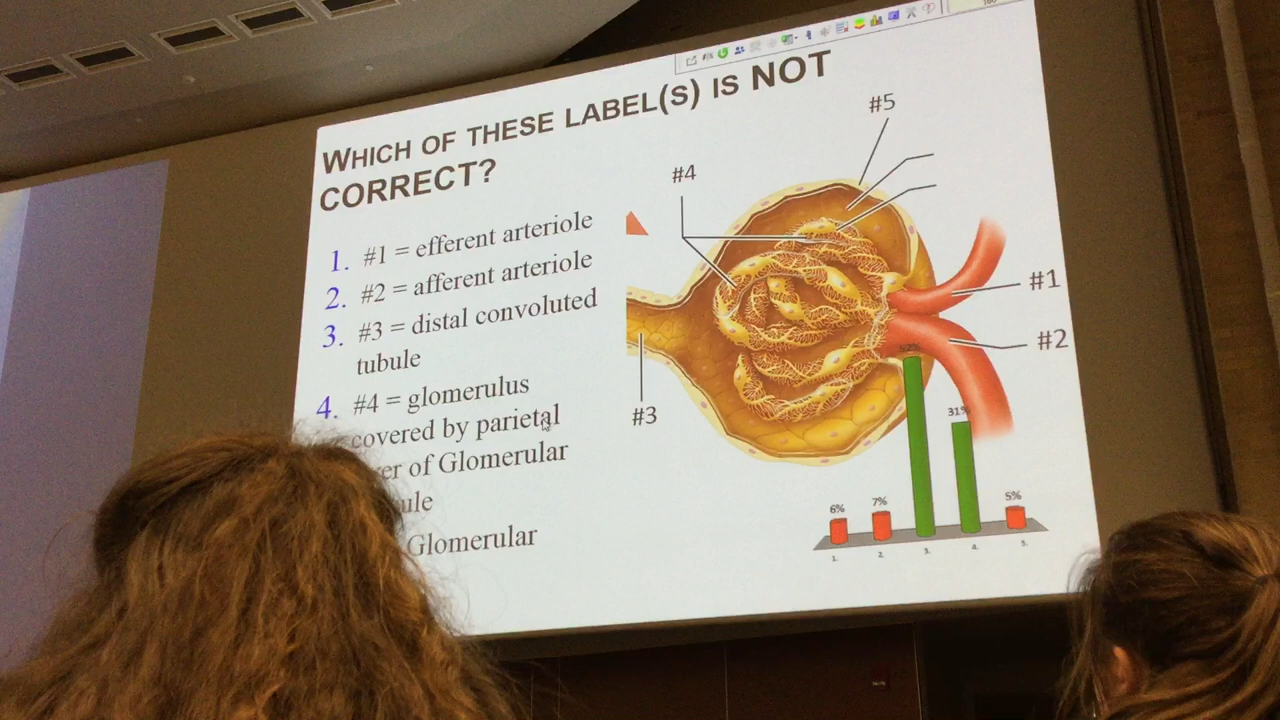 WHICH OF THESE LABEL(S) IS NOT
CORRECT?
1. #1 = efferent arteriole
2. #2 = afferent arteriole
3. #3 = distal convoluted
tubule
4. #4 = glomerulus
covered by parietal
of Glomerular
Glomerular
#5
#4
#1
#2
#3
52%
31%
6%
7%
5%
1.
2.
3.
4.
5.